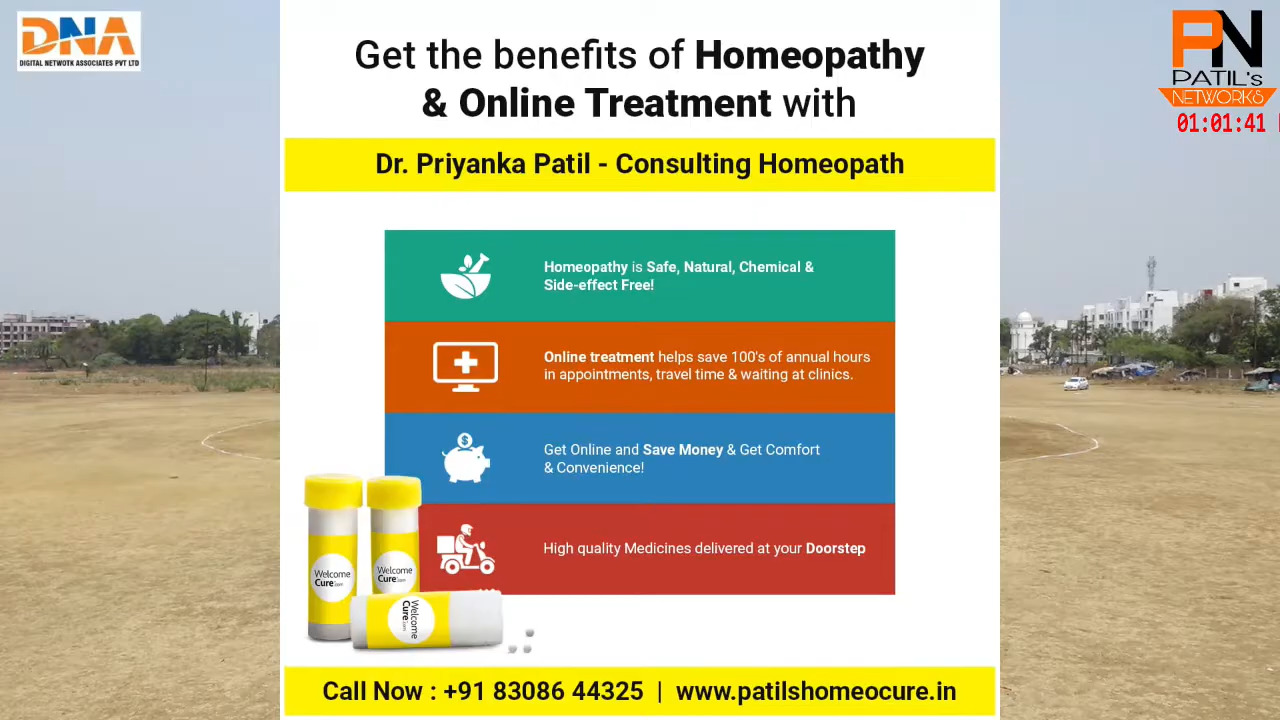 DNA
DIGITAL NETWOTK ASSOCIATES PVT LTD
PN
PATIL's
NETWORKS
01:01:41
Get the benefits of Homeopathy
& Online Treatment with
Dr. Priyanka Patil - Consulting Homeopath
Homeopathy is Safe, Natural, Chemical &
Side-effect Free!
Online treatment helps save 100's of annual hours
in appointments, travel time & waiting at clinics.
Get Online and Save Money & Get Comfort
& Convenience!
High quality Medicines delivered at your Doorstep
Welcome
Cure.com
Welcome
Cure.com
Welcome
Cure.com
Call Now : +91 83086 44325 | www.patilshomeocure.in